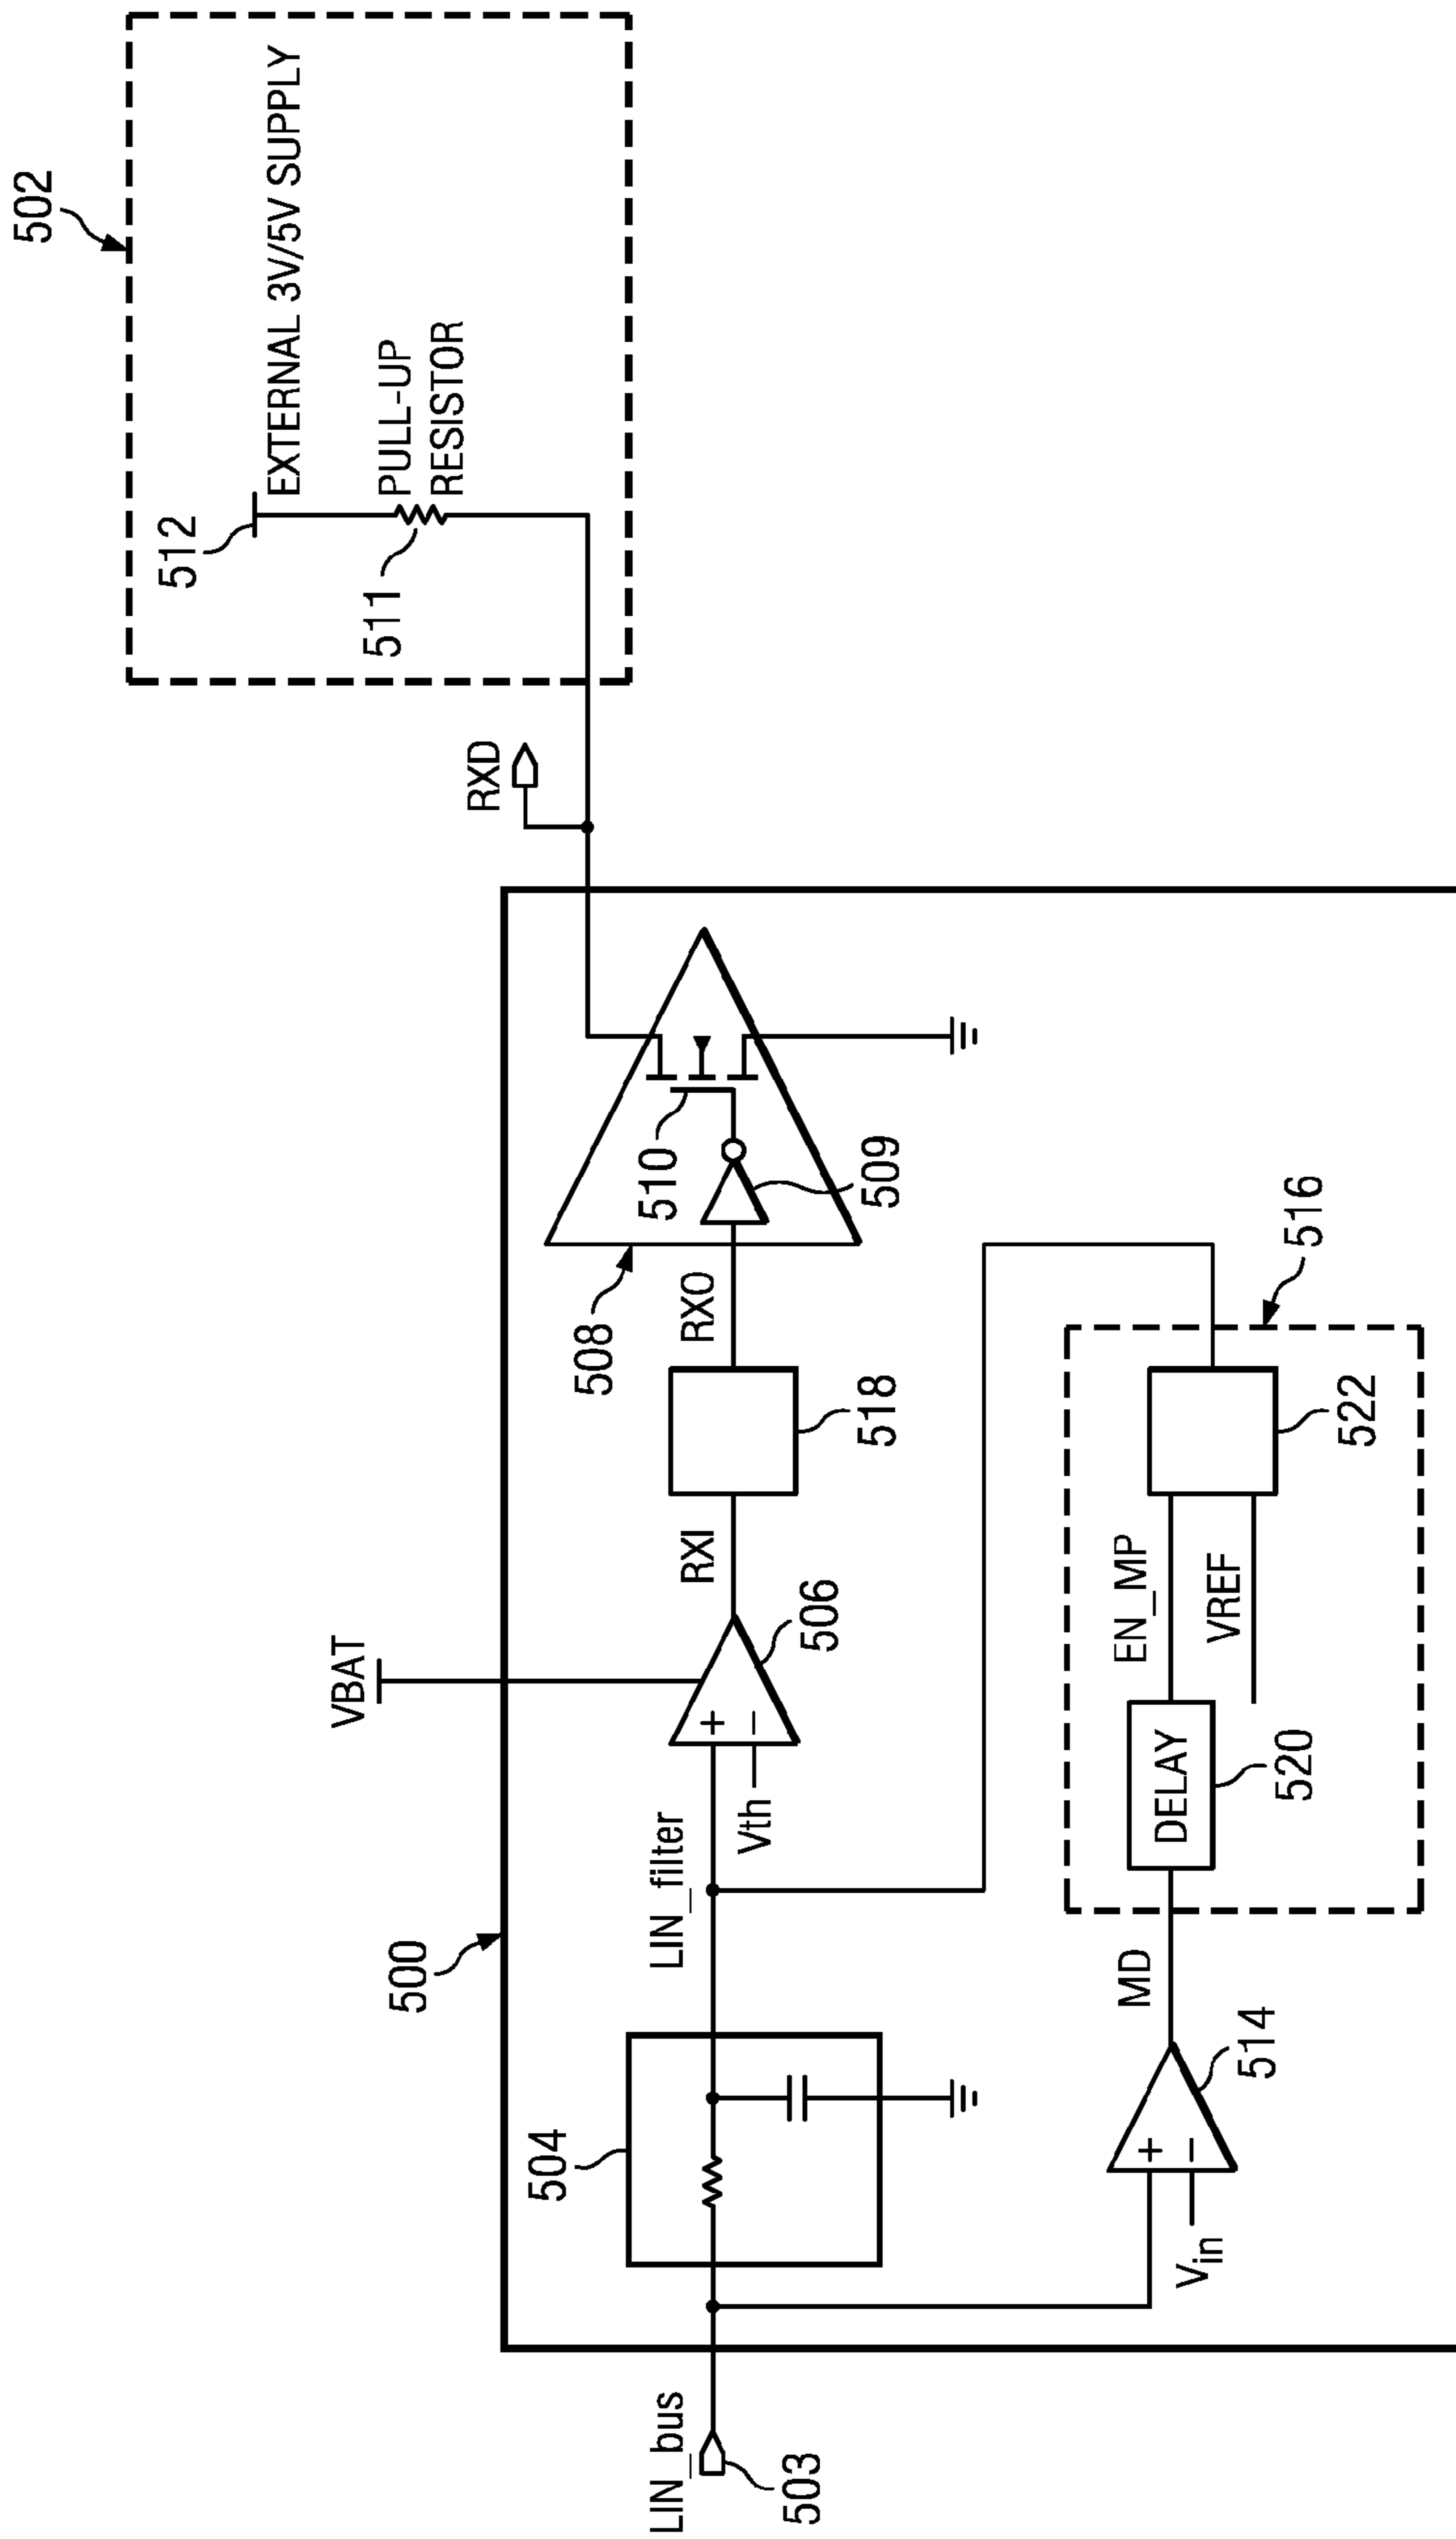 502
EXTERNAL 3V/5V SUPPLY
512
PULL-UP
RESISTOR
511
RXD
VBAT
500
LIN_bus
503
504
LIN_filter
Vth
+
−
506
RXI
518
RXO
508
510
509
Vin
+
−
514
MD
DELAY
520
EN_MP
VREF
522
516